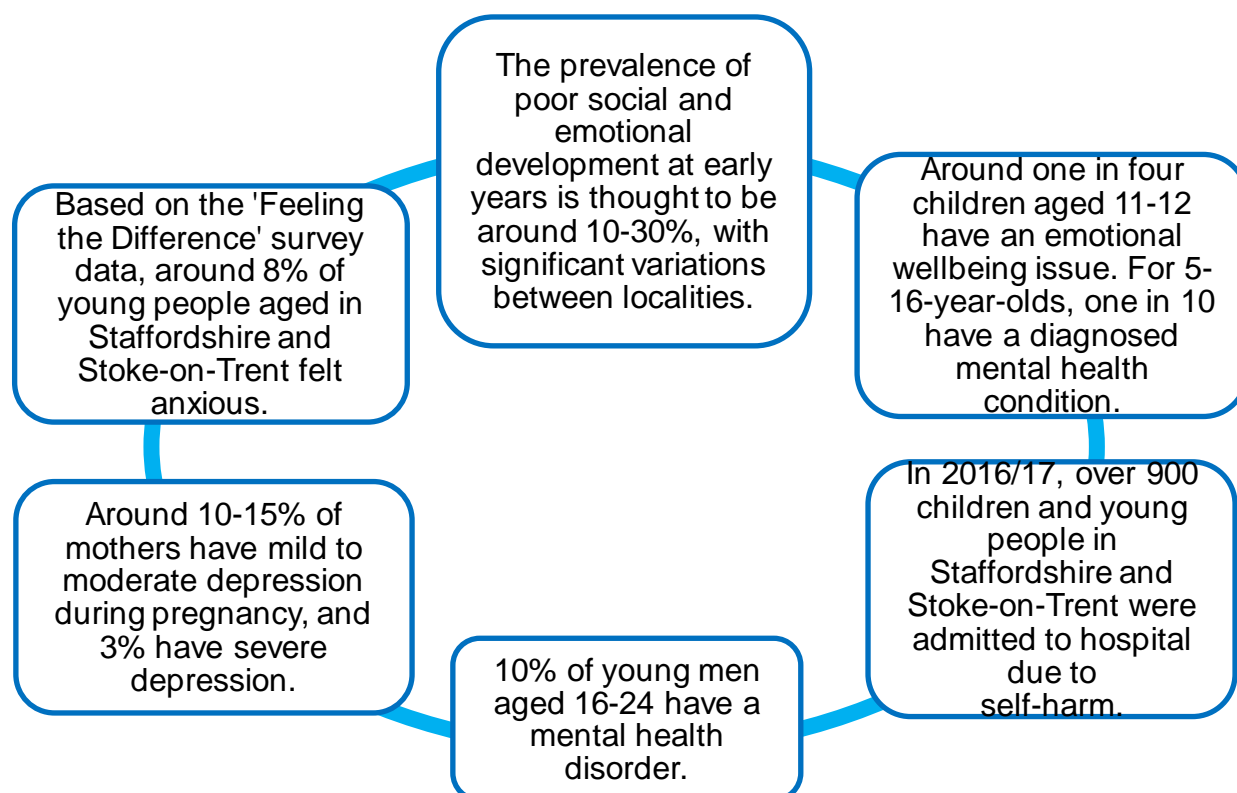 The prevalence of
poor social and
emotional
development at early
years is thought to be
around 10-30%, with
significant variations
between localities.
Around one in four
children aged 11-12
have an emotional
wellbeing issue. For 5-
16-year-olds, one in 10
have a diagnosed
mental health
condition.
In 2016/17, over 900
children and young
people in
Staffordshire and
Stoke-on-Trent were
admitted to hospital
due to
self-harm.
10% of young men
aged 16-24 have a
mental health
disorder.
Around 10-15% of
mothers have mild to
moderate depression
during pregnancy, and
3% have severe
depression.
Based on the 'Feeling
the Difference' survey
data, around 8% of
young people aged in
Staffordshire and
Stoke-on-Trent felt
anxious.